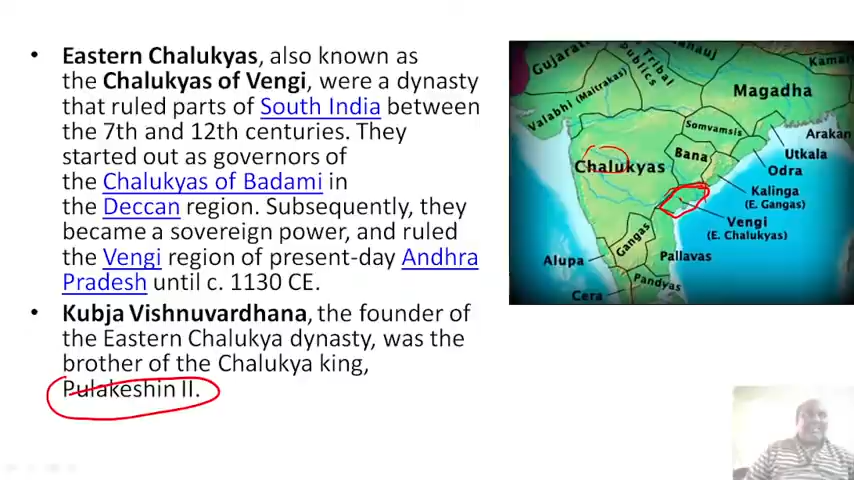 • Eastern Chalukyas, also known as
the Chalukyas of Vengi, were a dynasty
that ruled parts of South India between
the 7th and 12th centuries. They
started out as governors of
the Chalukyas of Badami in
the Deccan region. Subsequently, they
became a sovereign power, and ruled
the Vengi region of present-day Andhra
Pradesh until c. 1130 CE.
• Kubja Vishnuvardhana, the founder of
the Eastern Chalukya dynasty, was the
brother of the Chalukya king,
Pulakeshin II.
Gujarat
Tribal
Kamar
Valabhi (Maitrakas)
Magadha
Somvamsis
Arakan
Chalukyas
Bana
Utkala
Odra
Kalinga
(E. Gangas)
Vengi
(E. Chalukyas)
Gangas
Alupa
Pallavas
Pandyas
Cera